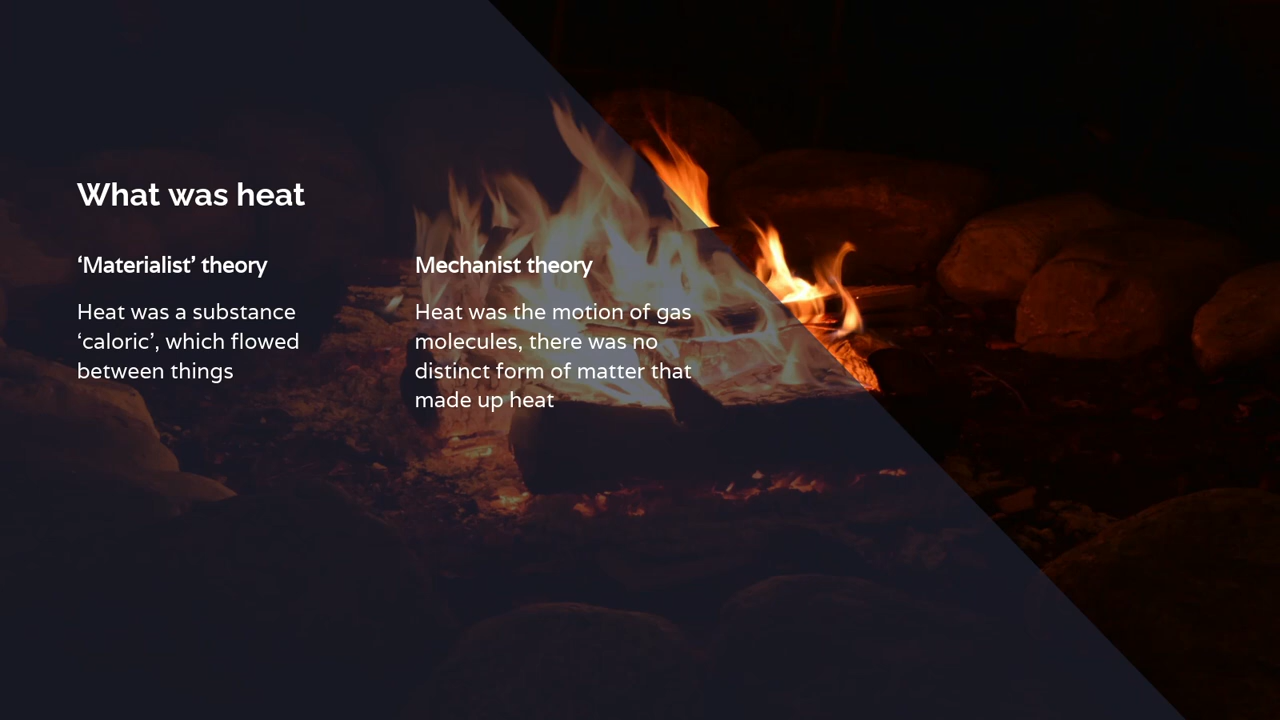 What was heat
‘Materialist’ theory
Heat was a substance
‘caloric’, which flowed
between things
Mechanist theory
Heat was the motion of gas
molecules, there was no
distinct form of matter that
made up heat